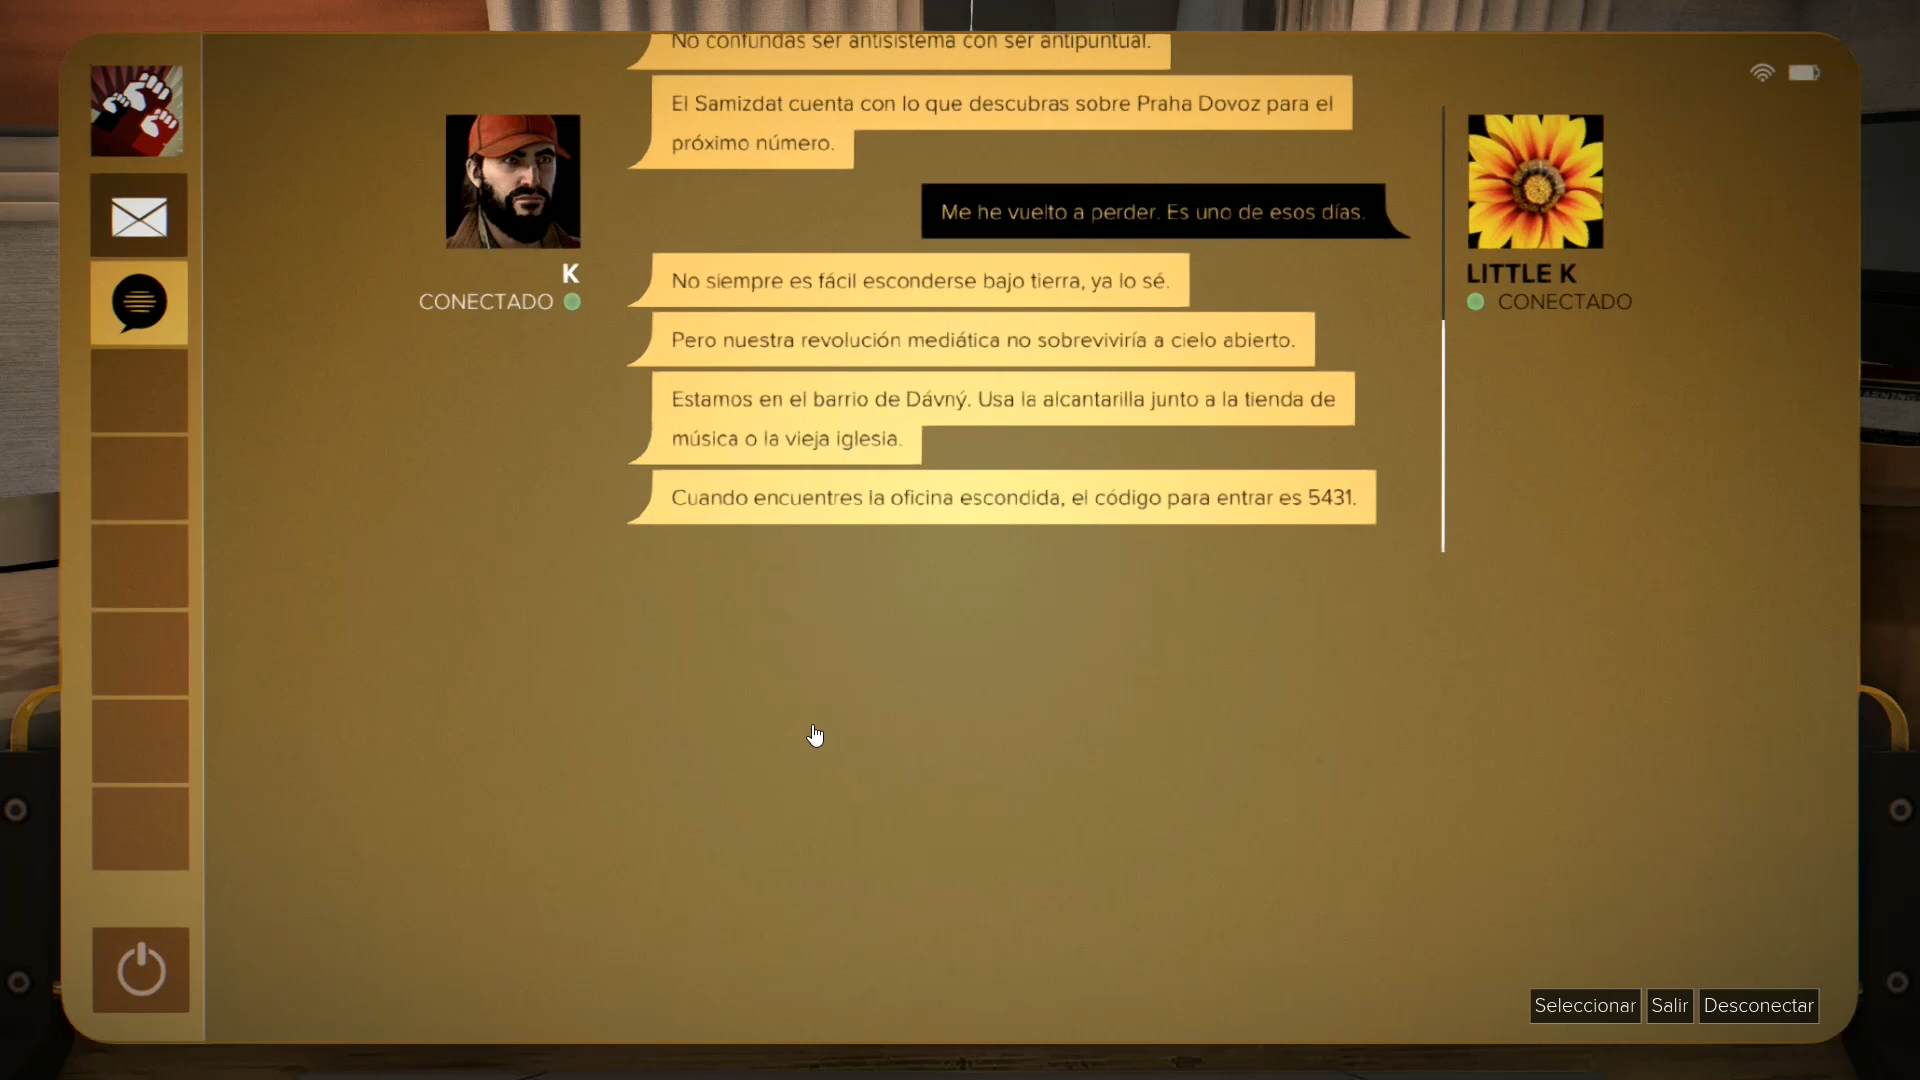 No confundas ser antisistema con ser antipuntual.
El Samizdat cuenta con lo que descubras sobre Praha Dovoz para el
próximo número.
Me he vuelto a perder. Es uno de esos días.
No siempre es fácil esconderse bajo tierra, ya lo sé.
Pero nuestra revolución mediática no sobreviviría a cielo abierto.
Estamos en el barrio de Dávný. Usa la alcantarilla junto a la tienda de
música o la vieja iglesia.
Cuando encuentres la oficina escondida, el código para entrar es 5431.
K
CONECTADO
LITTLE K
CONECTADO
Seleccionar Salir Desconectar